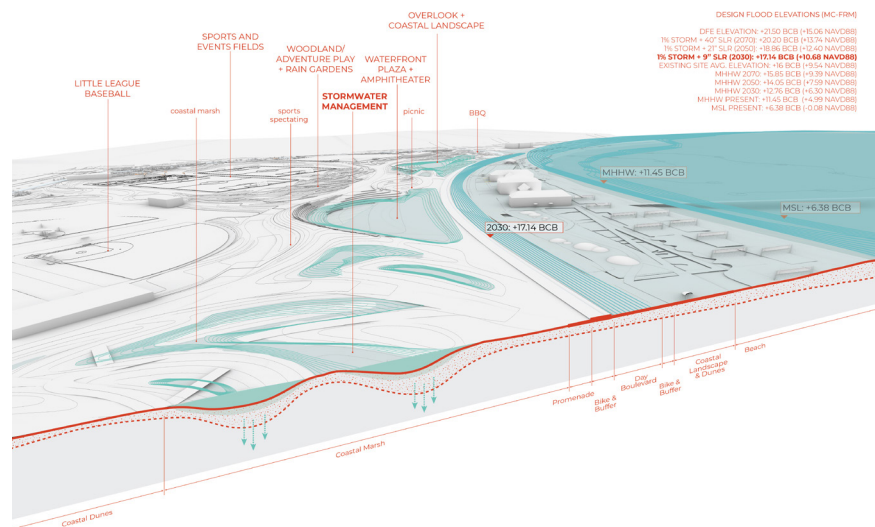 OVERLOOK +
COASTAL LANDSCAPE
SPORTS AND
EVENTS FIELDS
WOODLAND/
ADVENTURE PLAY
+ RAIN GARDENS
WATERFRONT
PLAZA +
AMPHITHEATER
LITTLE LEAGUE
BASEBALL
STORMWATER
MANAGEMENT
coastal marsh
sports
spectating
picnic
BBQ
DESIGN FLOOD ELEVATIONS (MC-FRM)
DFE ELEVATION: +21.50 BCB (+15.06 NAVD88)
1% STORM + 40" SLR (2070): +20.20 BCB (+13.74 NAVD88)
1% STORM + 21" SLR (2050): +18.86 BCB (+12.40 NAVD88)
1% STORM + 9" SLR (2030): +17.14 BCB (+10.68 NAVD88)
EXISTING SITE AVG. ELEVATION: +16 BCB (+9.54 NAVD88)
MHHW 2070: +15.85 BCB (+9.39 NAVD88)
MHHW 2050: +14.05 BCB (+7.59 NAVD88)
MHHW 2030: +12.76 BCB (+6.30 NAVD88)
MHHW PRESENT: +11.45 BCB (+4.99 NAVD88)
MSL PRESENT: +6.38 BCB (-0.08 NAVD88)
MHHW: +11.45 BCB
MSL: +6.38 BCB
2030: +17.14 BCB
Coastal Dunes
Coastal Marsh
Promenade
Bike &
Buffer
Day
Boulevard
Bike &
Buffer
Coastal
Landscape
& Dunes
Beach